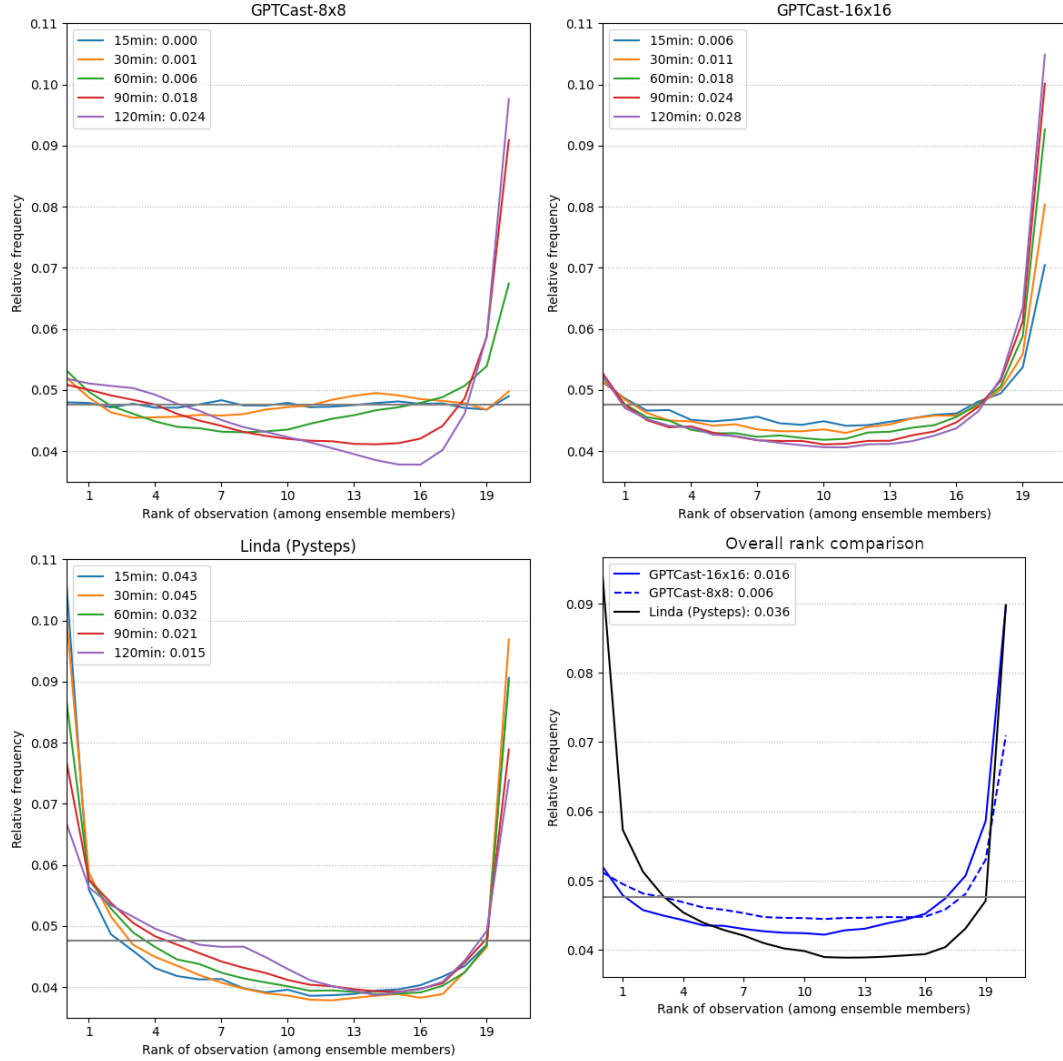 GPTCast-8x8
0.11
0.10
0.09
0.08
0.07
0.06
0.05
0.04
Relative frequency
15min: 0.000
30min: 0.001
60min: 0.006
90min: 0.018
120min: 0.024
1 4 7 10 13 16 19
Rank of observation (among ensemble members)
GPTCast-16x16
0.11
0.10
0.09
0.08
0.07
0.06
0.05
0.04
Relative frequency
15min: 0.006
30min: 0.011
60min: 0.018
90min: 0.024
120min: 0.028
1 4 7 10 13 16 19
Rank of observation (among ensemble members)
Linda (Pysteps)
0.11
0.10
0.09
0.08
0.07
0.06
0.05
0.04
Relative frequency
15min: 0.043
30min: 0.045
60min: 0.032
90min: 0.021
120min: 0.015
1 4 7 10 13 16 19
Rank of observation (among ensemble members)
Overall rank comparison
0.09
0.08
0.07
0.06
0.05
0.04
Relative frequency
GPTCast-16x16: 0.016
GPTCast-8x8: 0.006
Linda (Pysteps): 0.036
1 4 7 10 13 16 19
Rank of observation (among ensemble members)